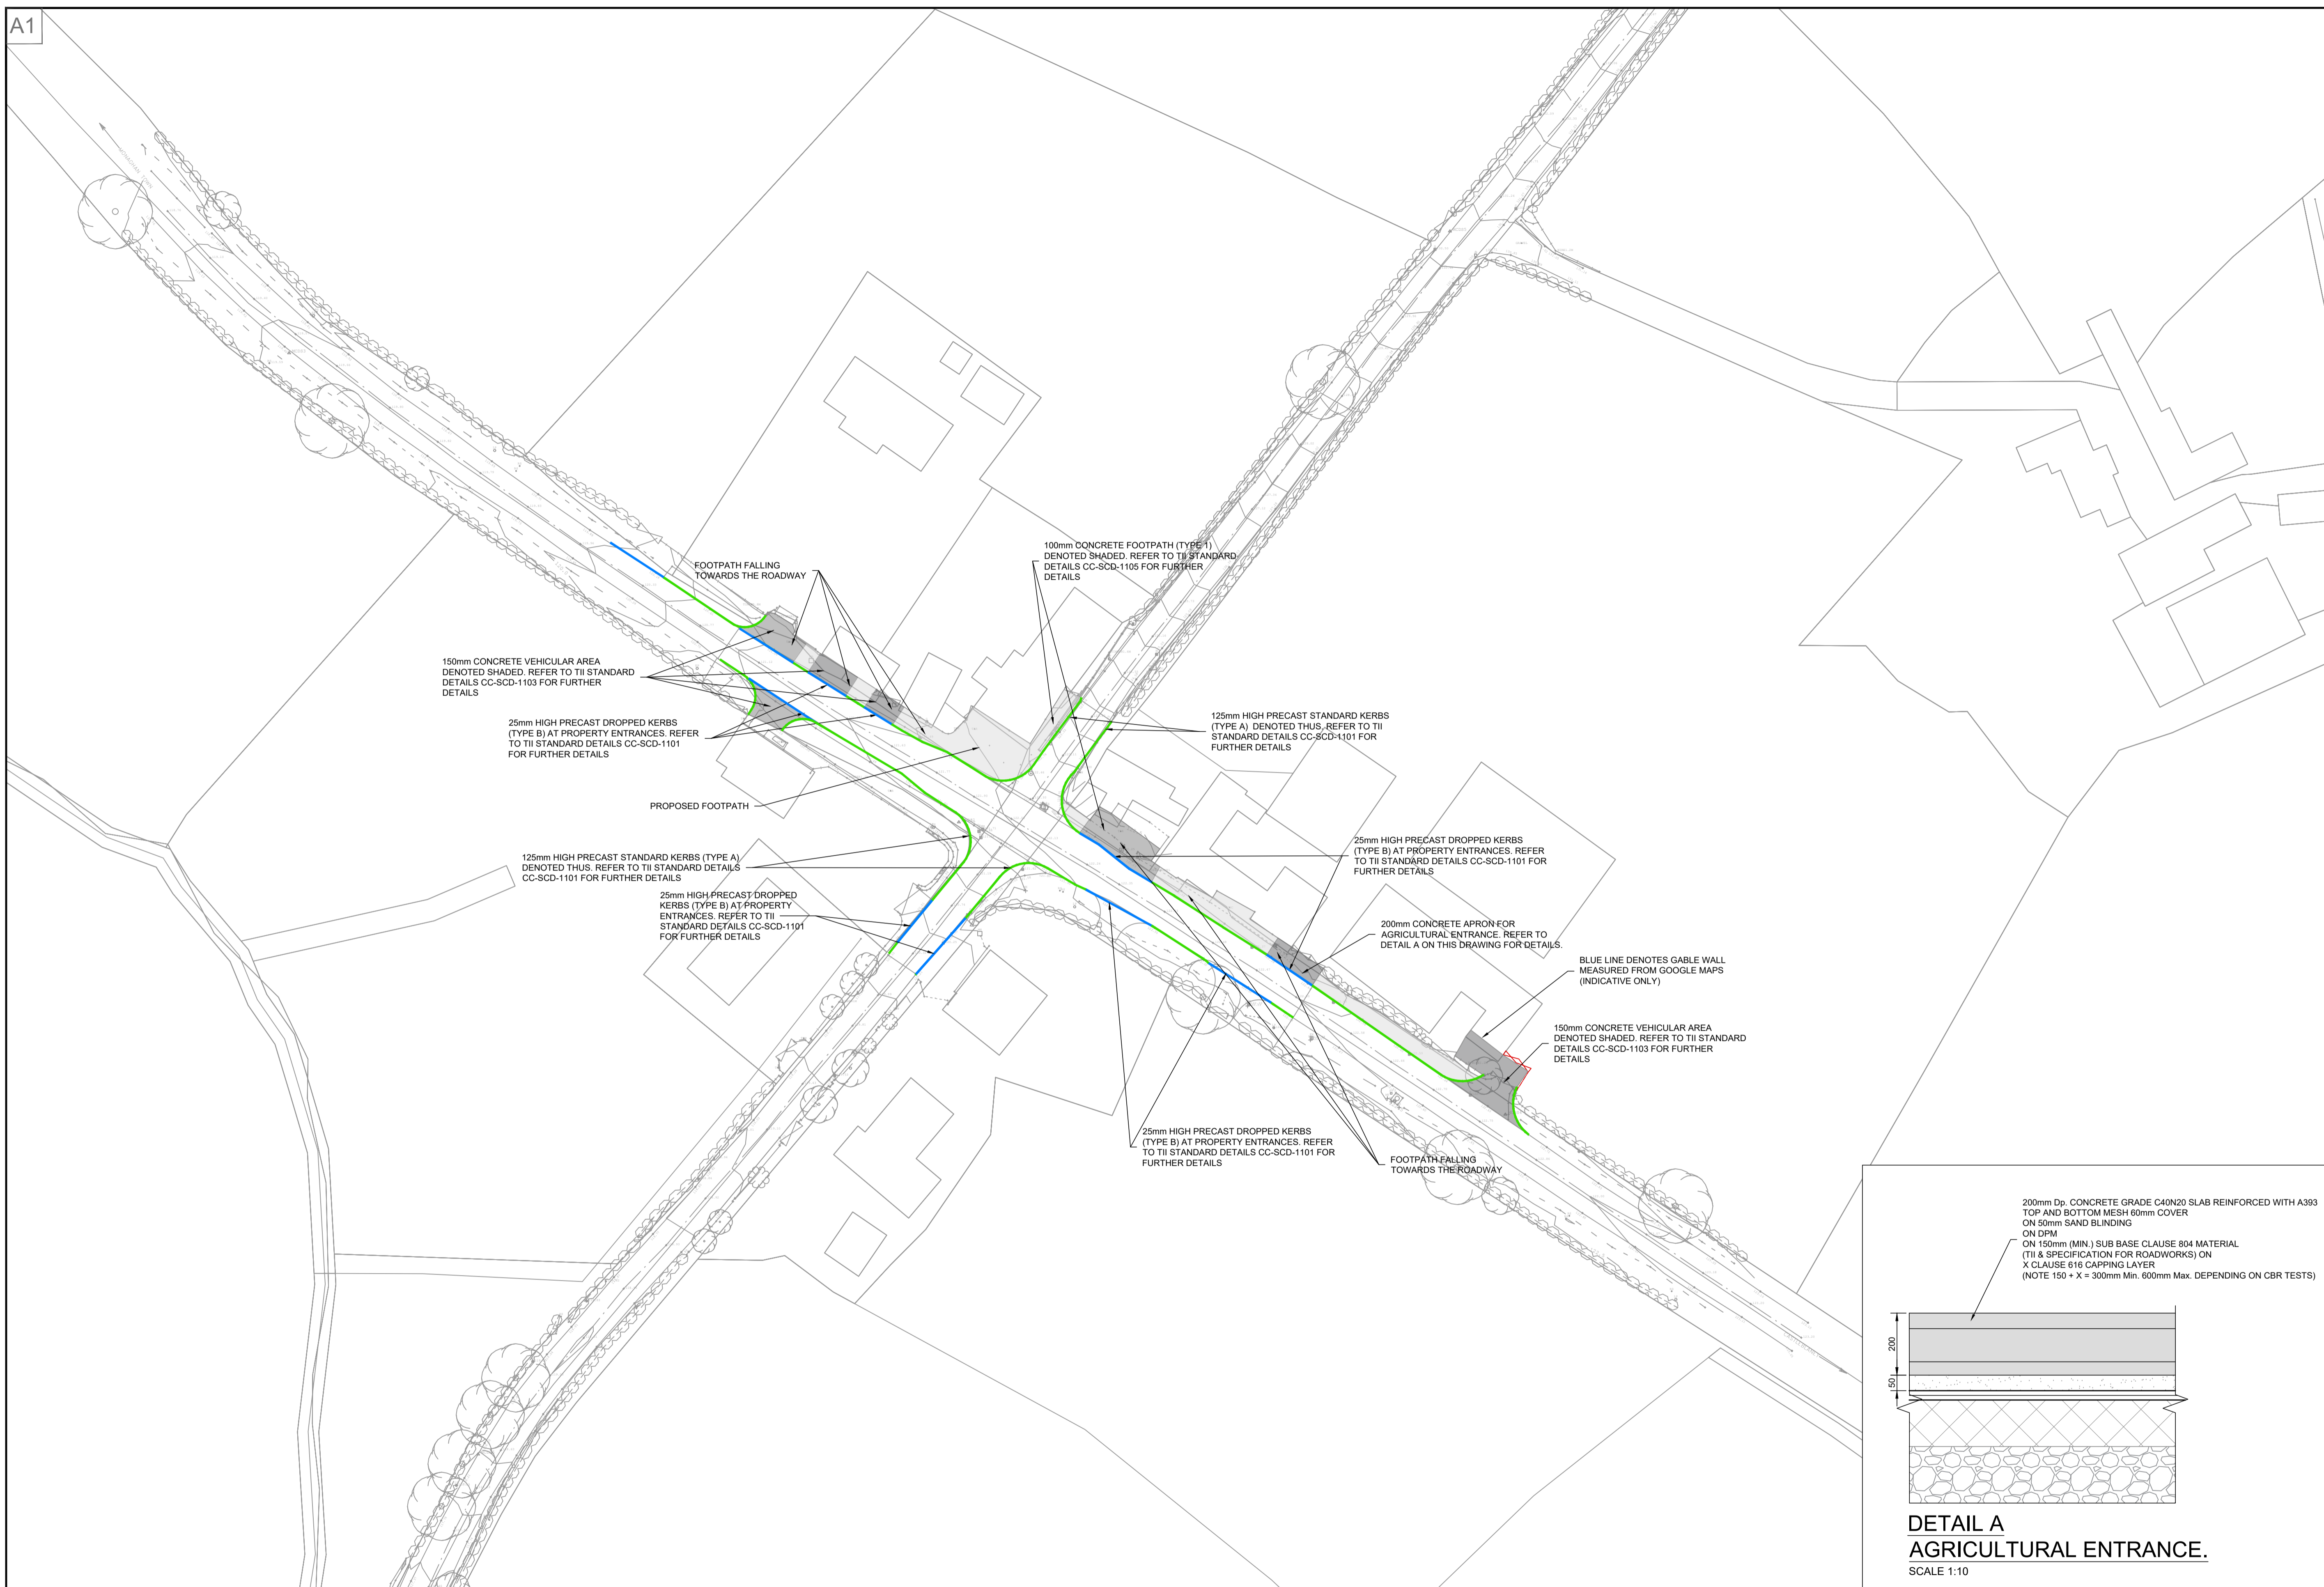 A1
MONAGHAN TOWN
FOOTPATH FALLING
TOWARDS THE ROADWAY
100mm CONCRETE FOOTPATH (TYPE 1)
DENOTED SHADED. REFER TO TII STANDARD
DETAILS CC-SCD-1105 FOR FURTHER
DETAILS
150mm CONCRETE VEHICULAR AREA
DENOTED SHADED. REFER TO TII STANDARD
DETAILS CC-SCD-1103 FOR FURTHER
DETAILS
25mm HIGH PRECAST DROPPED KERBS
(TYPE B) AT PROPERTY ENTRANCES. REFER
TO TII STANDARD DETAILS CC-SCD-1101
FOR FURTHER DETAILS
125mm HIGH PRECAST STANDARD KERBS
(TYPE A) DENOTED THUS. REFER TO TII
STANDARD DETAILS CC-SCD-1101 FOR
FURTHER DETAILS
PROPOSED FOOTPATH
125mm HIGH PRECAST STANDARD KERBS (TYPE A)
DENOTED THUS. REFER TO TII STANDARD DETAILS
CC-SCD-1101 FOR FURTHER DETAILS
25mm HIGH PRECAST DROPPED KERBS
(TYPE B) AT PROPERTY ENTRANCES. REFER
TO TII STANDARD DETAILS CC-SCD-1101 FOR
FURTHER DETAILS
25mm HIGH PRECAST DROPPED
KERBS (TYPE B) AT PROPERTY
ENTRANCES. REFER TO TII
STANDARD DETAILS CC-SCD-1101
FOR FURTHER DETAILS
200mm CONCRETE APRON FOR
AGRICULTURAL ENTRANCE. REFER TO
DETAIL A ON THIS DRAWING FOR DETAILS.
BLUE LINE DENOTES GABLE WALL
MEASURED FROM GOOGLE MAPS
(INDICATIVE ONLY)
150mm CONCRETE VEHICULAR AREA
DENOTED SHADED. REFER TO TII STANDARD
DETAILS CC-SCD-1103 FOR FURTHER
DETAILS
25mm HIGH PRECAST DROPPED KERBS
(TYPE B) AT PROPERTY ENTRANCES. REFER
TO TII STANDARD DETAILS CC-SCD-1101 FOR
FURTHER DETAILS
FOOTPATH FALLING
TOWARDS THE ROADWAY
200mm Dp. CONCRETE GRADE C40N20 SLAB REINFORCED WITH A393
TOP AND BOTTOM MESH 60mm COVER
ON 50mm SAND BLINDING
ON DPM
ON 150mm (MIN.) SUB BASE CLAUSE 804 MATERIAL
(TII & SPECIFICATION FOR ROADWORKS) ON
X CLAUSE 616 CAPPING LAYER
(NOTE 150 + X = 300mm Min. 600mm Max. DEPENDING ON CBR TESTS)
200
50
DETAIL A
AGRICULTURAL ENTRANCE.
SCALE 1:10